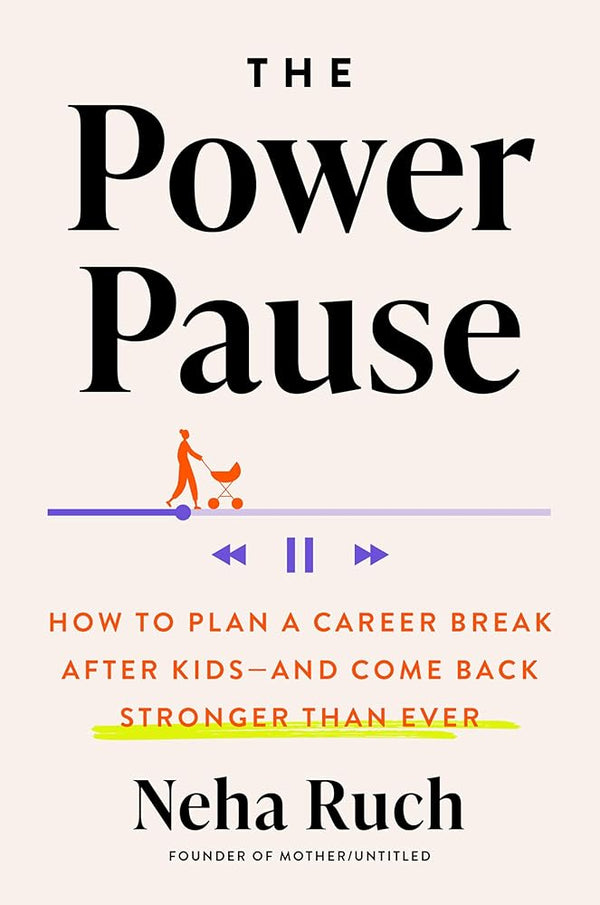 THE
Power
Pause
HOW TO PLAN A CAREER BREAK
AFTER KIDS—AND COME BACK
STRONGER THAN EVER
Neha Ruch
FOUNDER OF MOTHER/UNTITLED